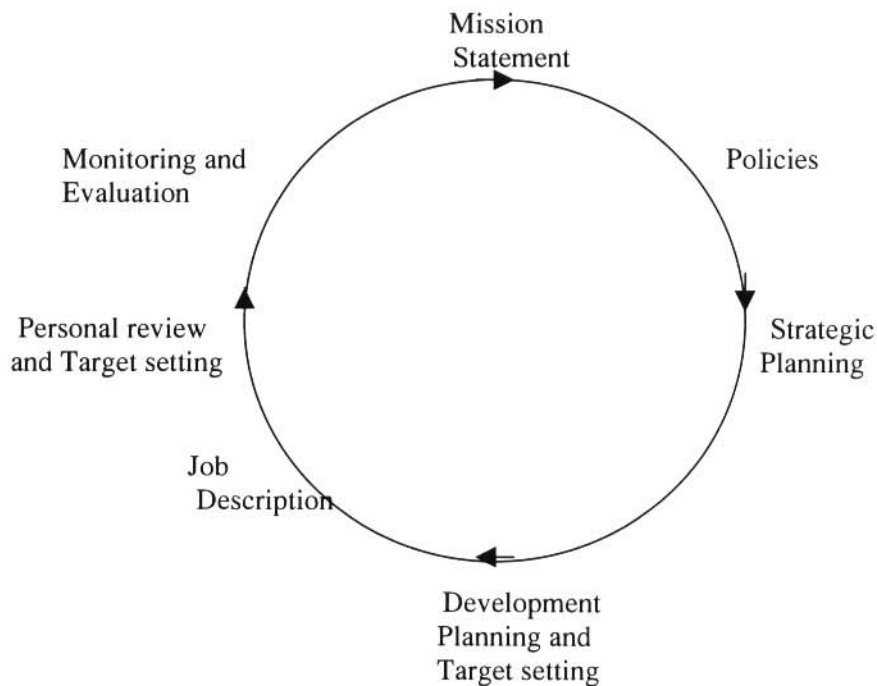 Mission
Statement
Policies
Strategic
Planning
Development
Planning and
Target setting
Job
Description
Personal review
and Target setting
Monitoring and
Evaluation